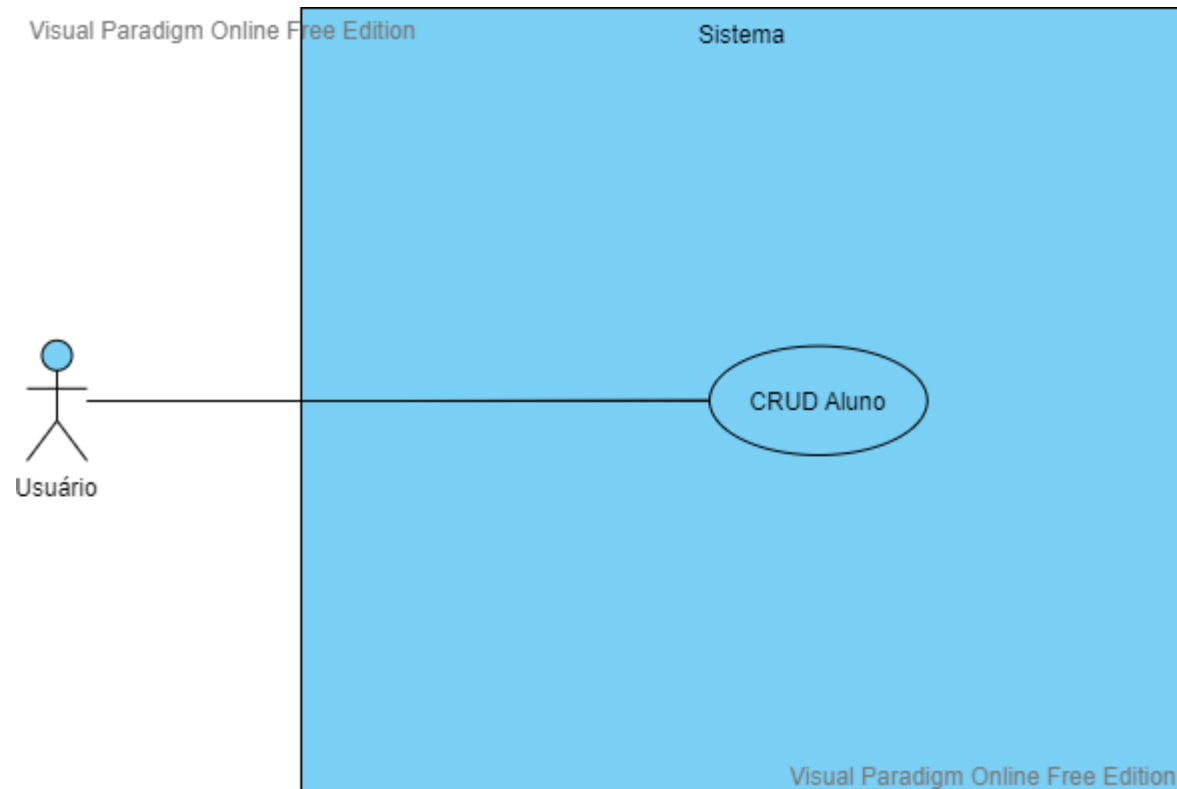 Visual Paradigm Online Free Edition
Sistema
CRUD Aluno
Usuário
Visual Paradigm Online Free Edition